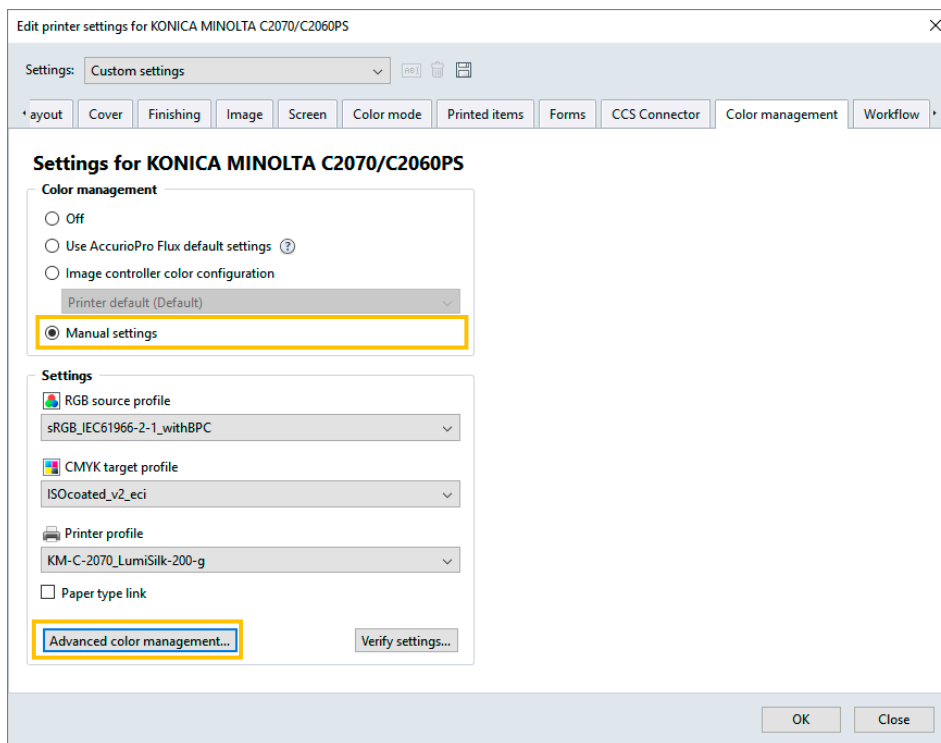 Edit printer settings for KONICA MINOLTA C2070/C2060PS
Settings: Custom settings
ayout Cover Finishing Image Screen Color mode Printed items Forms CCS Connector Color management Workflow
Settings for KONICA MINOLTA C2070/C2060PS
Color management
Off
Use AccurioPro Flux default settings ?
Image controller color configuration
Printer default (Default)
Manual settings
Settings
RGB source profile
sRGB_IEC61966-2-1_withBPC
CMYK target profile
ISOcoated_v2_eci
Printer profile
KM-C-2070_LumiSilk-200-g
Paper type link
Advanced color management... Verify settings...
OK Close